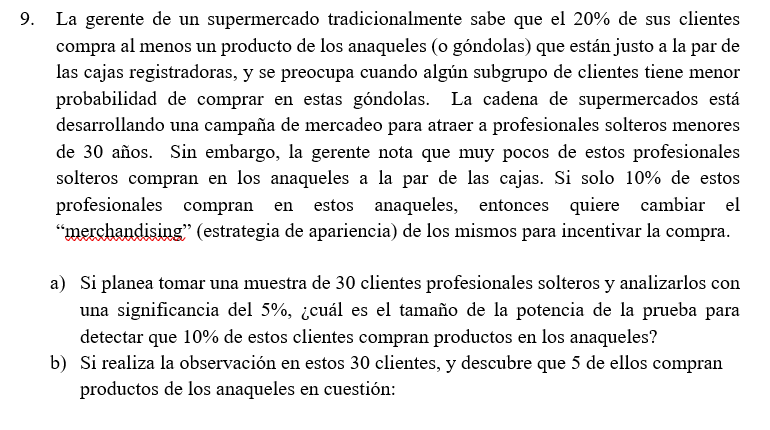 9. La gerente de un supermercado tradicionalmente sabe que el 20% de sus clientes
compra al menos un producto de los anaqueles (o góndolas) que están justo a la par de
las cajas registradoras, y se preocupa cuando algún subgrupo de clientes tiene menor
probabilidad de comprar en estas góndolas. La cadena de supermercados está
desarrollando una campaña de mercadeo para atraer a profesionales solteros menores
de 30 años. Sin embargo, la gerente nota que muy pocos de estos profesionales
solteros compran en los anaqueles a la par de las cajas. Si solo 10% de estos
profesionales compran en estos anaqueles, entonces quiere cambiar el
“merchandising” (estrategia de apariencia) de los mismos para incentivar la compra.
a) Si planea tomar una muestra de 30 clientes profesionales solteros y analizarlos con
una significancia del 5%, ¿cuál es el tamaño de la potencia de la prueba para
detectar que 10% de estos clientes compran productos en los anaqueles?
b) Si realiza la observación en estos 30 clientes, y descubre que 5 de ellos compran
productos de los anaqueles en cuestión: